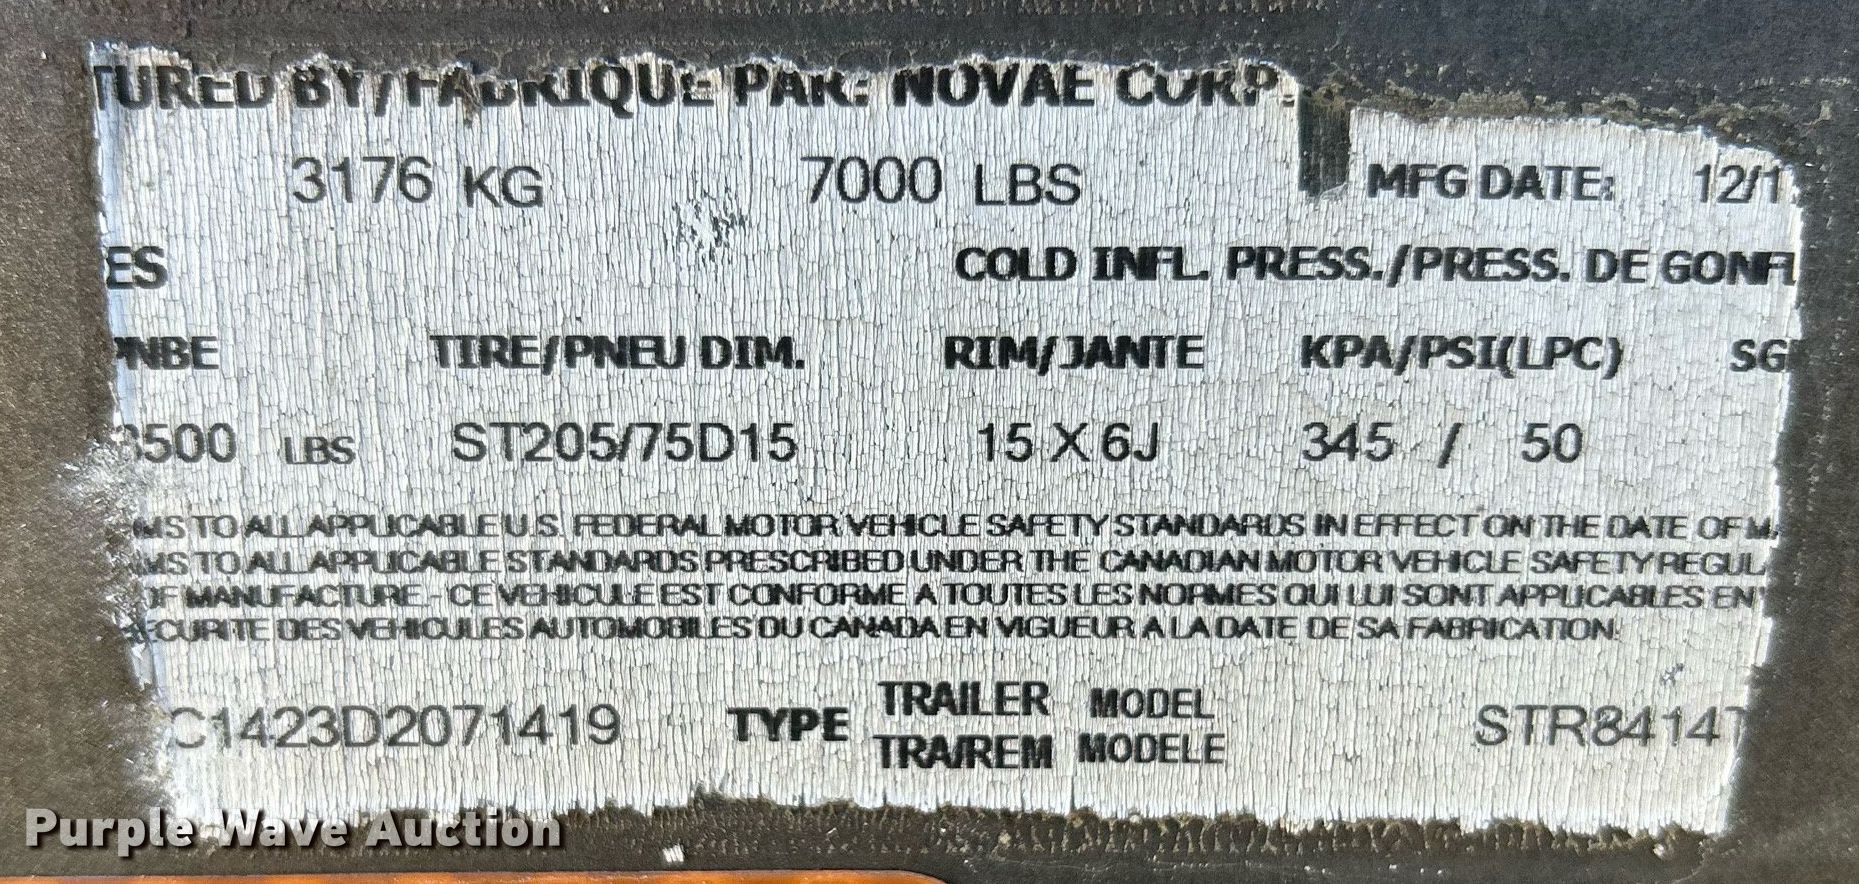 TURED BY/FABRIQUE PAR: NOVAE CORP.
3176 KG 7000 LBS MFG DATE: 12/1
ES COLD INFL. PRESS./PRESS. DE GONFL
PNBE TIRE/PNEU DIM. RIM/JANTE KPA/PSI(LPC) SG
3500 LBS ST205/75D15 15 X 6J 345 / 50
MS TO ALL APPLICABLE U.S. FEDERAL MOTOR VEHICLE SAFETY STANDARDS IN EFFECT ON THE DATE OF MA
MS TO ALL APPLICABLE STANDARDS PRESCRIBED UNDER THE CANADIAN MOTOR VEHICLE SAFETY REGUL
OF MANUFACTURE.- CE VEHICULE EST CONFORME A TOUTES LES NORMES QUI LUI SONT APPLICABLES EN
ECURITE DES VEHICULES AUTOMOBILES DU CANADA EN VIGUEUR A LA DATE DE SA FABRICATION.
C1423D2071419 TYPE TRAILER MODEL STR8414T
TRA/REM MODELE
Purple Wave Auction